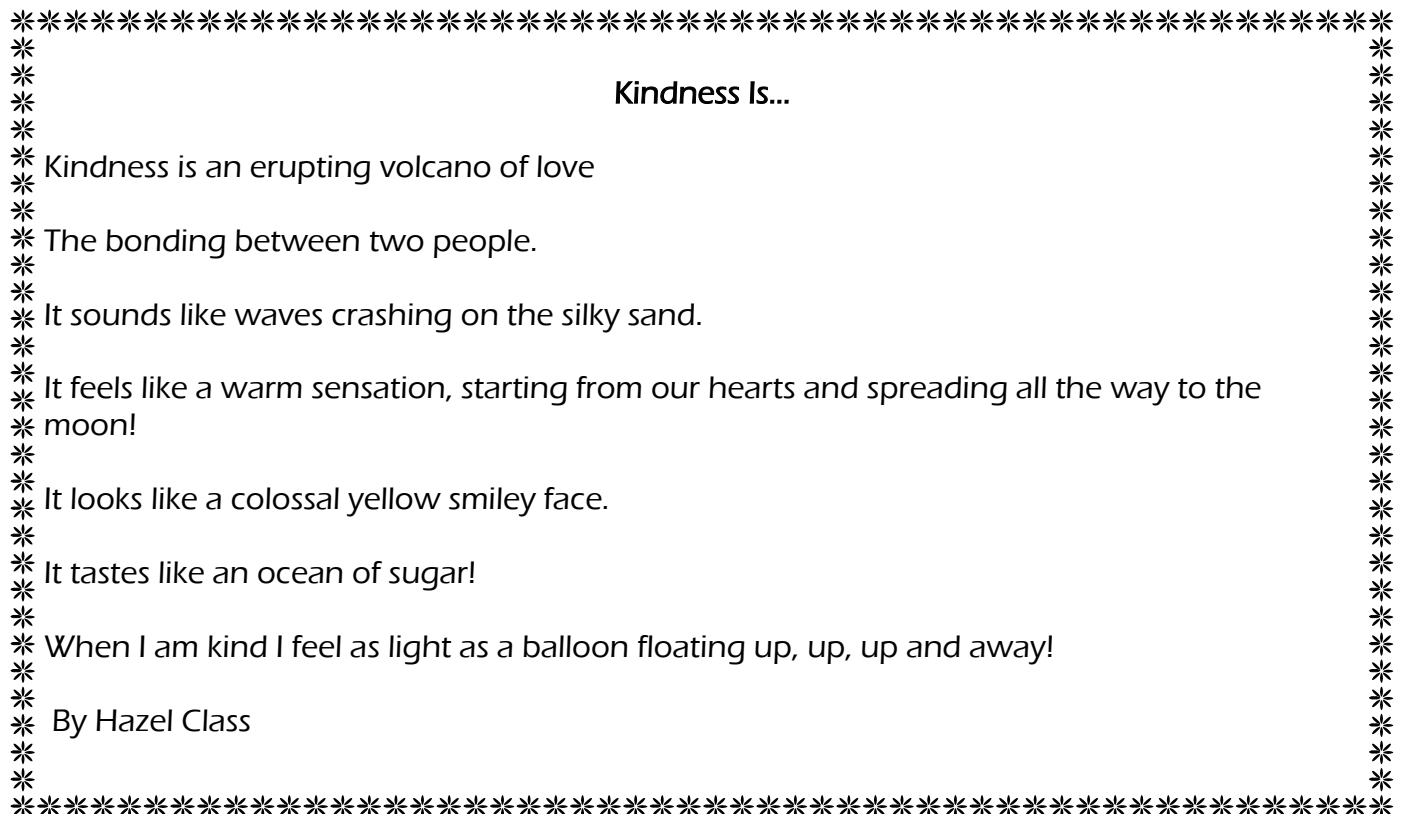 Kindness Is...
Kindness is an erupting volcano of love
The bonding between two people.
It sounds like waves crashing on the silky sand.
It feels like a warm sensation, starting from our hearts and spreading all the way to the
moon!
It looks like a colossal yellow smiley face.
It tastes like an ocean of sugar!
When I am kind I feel as light as a balloon floating up, up, up and away!
By Hazel Class